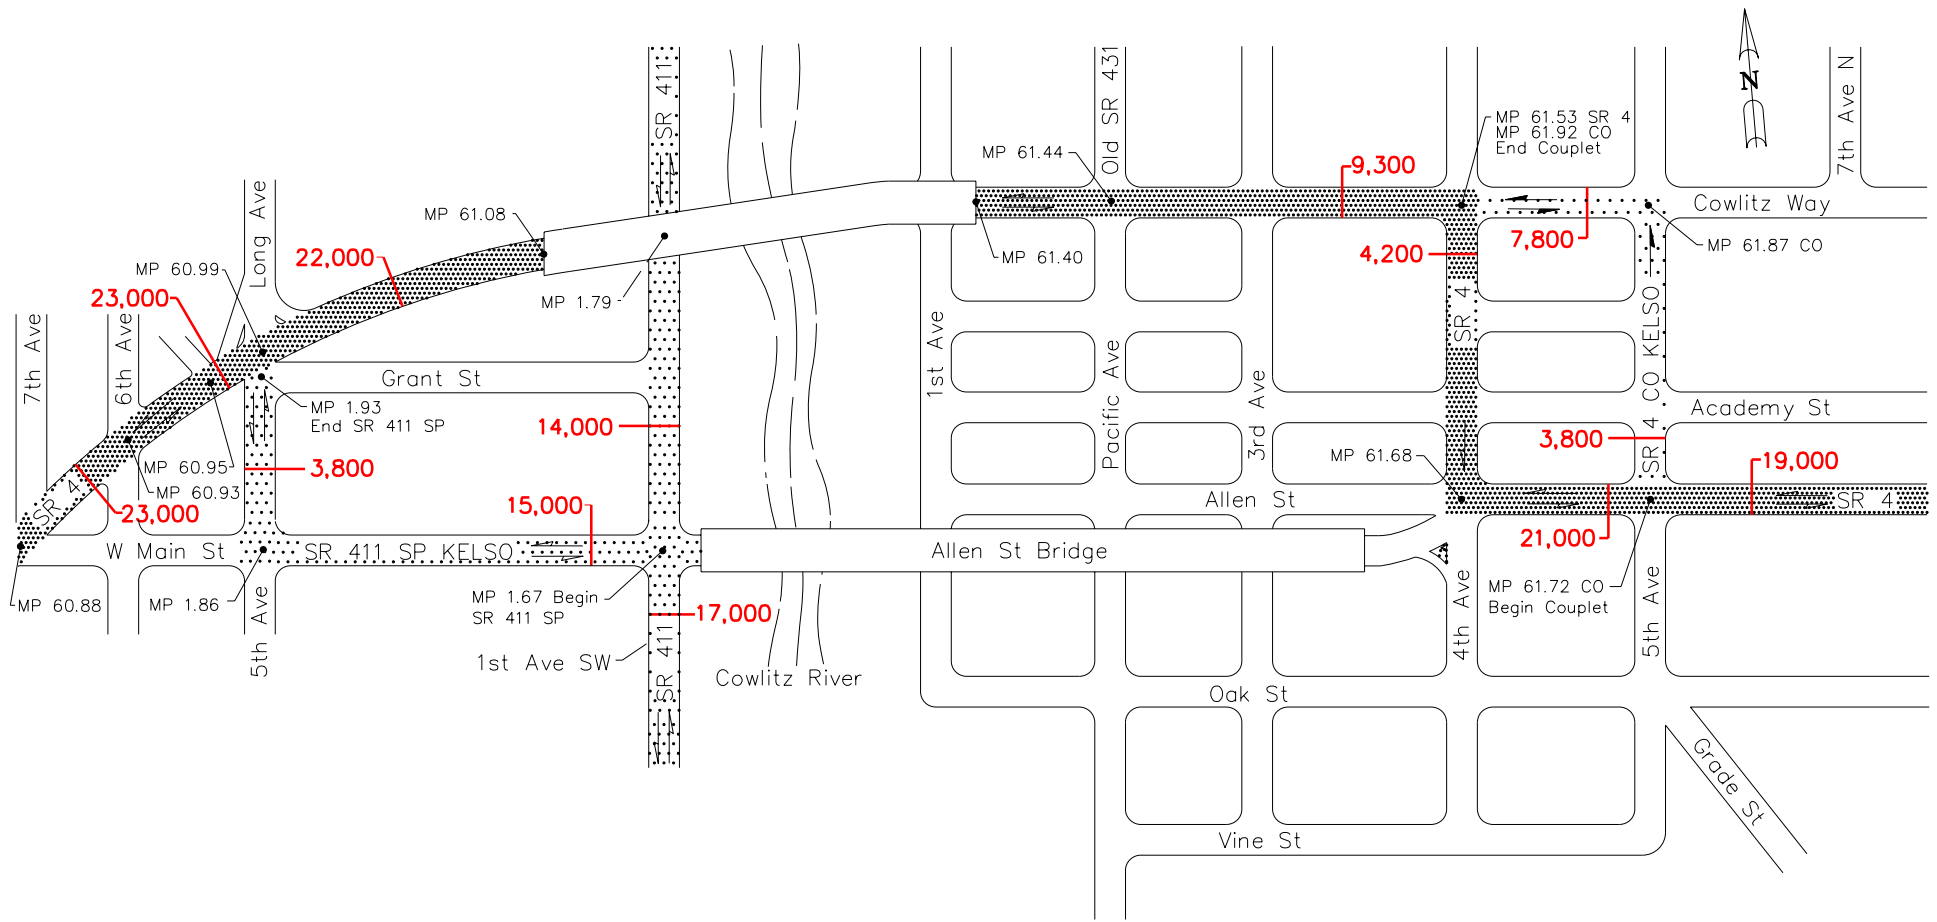 SR 411
Old SR 431
7th Ave N
N
MP 61.53 SR 4
MP 61.92 CO
End Couplet
MP 61.44
9,300
Long Ave
MP 61.08
Cowlitz Way
7,800
MP 61.87 CO
4,200
MP 60.99
22,000
MP 61.40
23,000
MP 1.79
7th Ave
6th Ave
1st Ave
Pacific Ave
3rd Ave
SR 4
SR 4 CO KELSO
Grant St
MP 1.93
End SR 411 SP
Academy St
14,000
3,800
MP 61.68
19,000
MP 60.95
3,800
MP 60.93
SR 4
23,000
15,000
Allen St
SR 4
21,000
W Main St
SR 411 SP KELSO
Allen St Bridge
MP 60.88
MP 1.86
5th Ave
MP 1.67 Begin
SR 411 SP
17,000
MP 61.72 CO
Begin Couplet
4th Ave
5th Ave
1st Ave SW
SR 411
Cowlitz River
Oak St
Grade St
Vine St